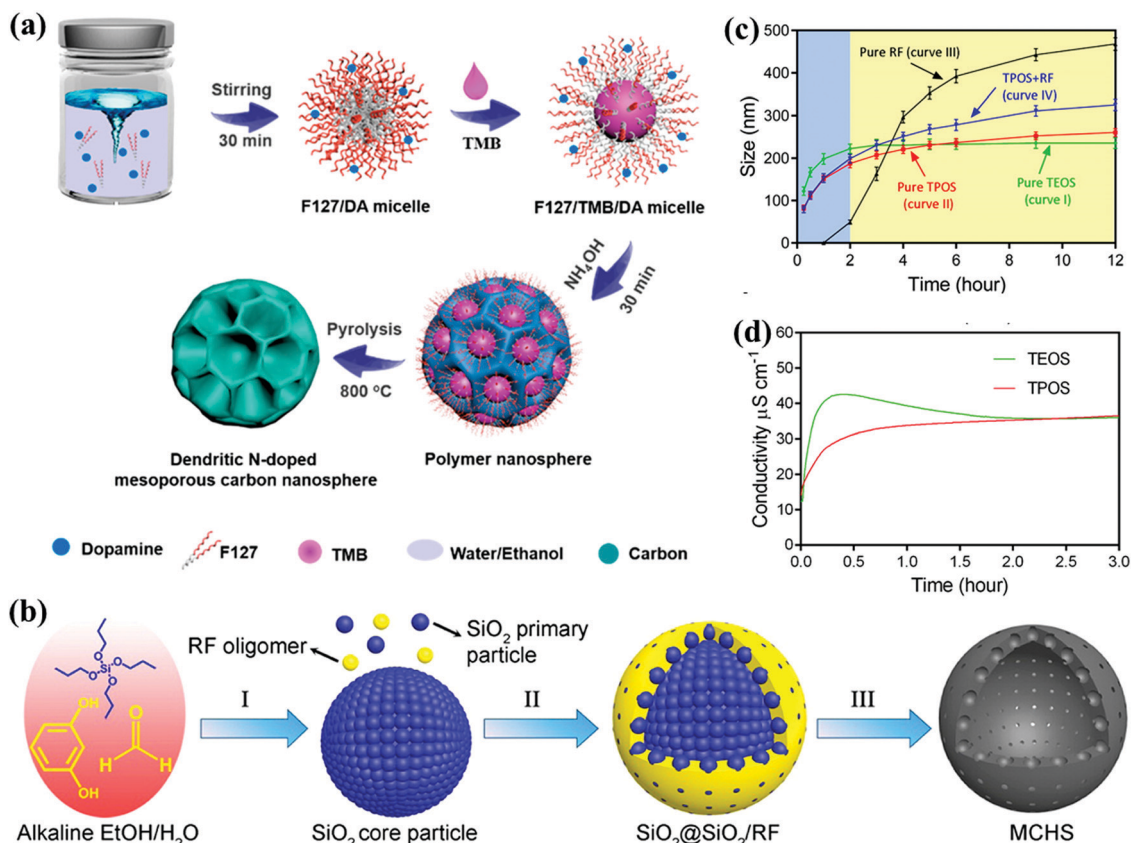 (a)
Stirring
30 min
TMB
F127/DA micelle
F127/TMB/DA micelle
NH₄OH
30 min
Pyrolysis
800 °C
Dendritic N-doped
mesoporous carbon nanosphere
Polymer nanosphere
Dopamine
F127
TMB
Water/Ethanol
Carbon
(c)
500
400
300
200
100
0
Size (nm)
Pure RF (curve III)
TPOS+RF
(curve IV)
Pure TPOS
(curve II)
Pure TEOS
(curve I)
0
2
4
6
8
10
12
Time (hour)
(d)
60
50
40
30
20
10
0
Conductivity μS cm⁻¹
TEOS
TPOS
0.0
0.5
1.0
1.5
2.0
2.5
3.0
Time (hour)
(b)
O
O
Si
O
O
OH
OH
O
H
H
Alkaline EtOH/H₂O
I
RF oligomer
SiO₂ primary
particle
SiO₂ core particle
II
SiO₂@SiO₂/RF
III
MCHS